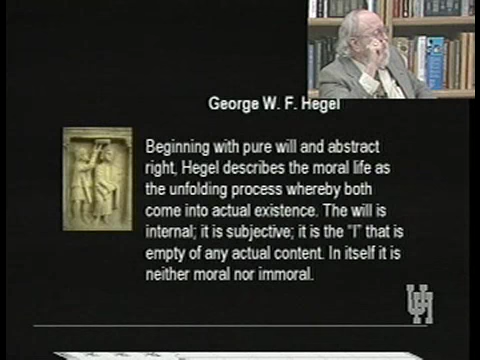 George W. F. Hegel
Beginning with pure will and abstract
right, Hegel describes the moral life as
the unfolding process whereby both
come into actual existence. The will is
internal; it is subjective; it is the "I" that is
empty of any actual content. In itself it is
neither moral nor immoral.
UH